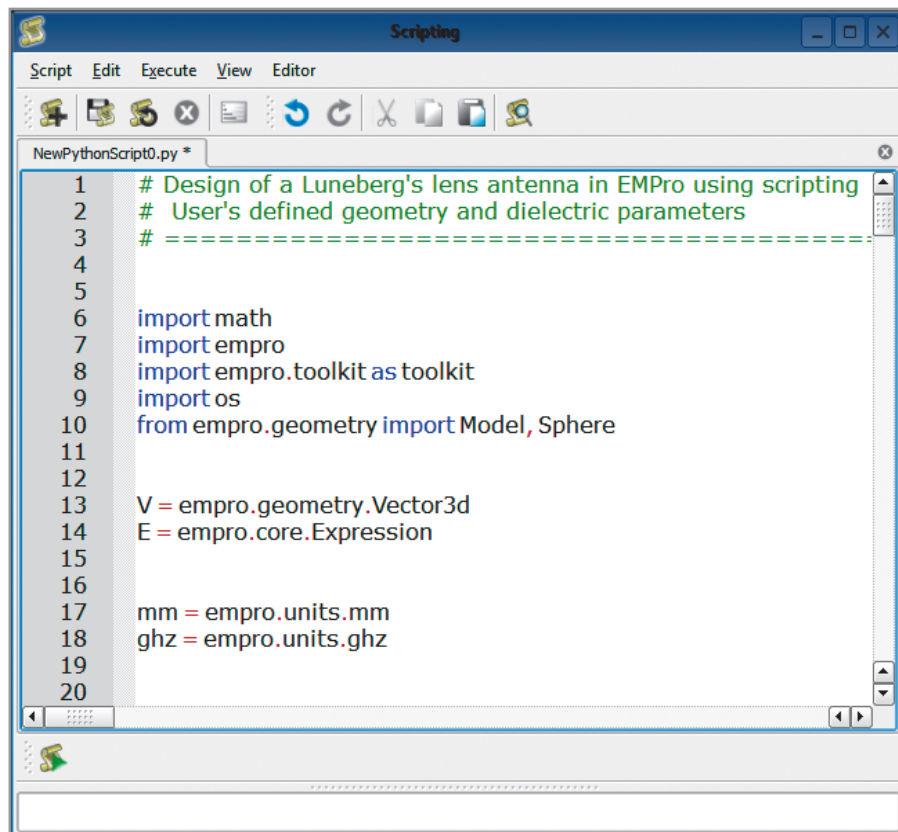 Scripting
Script Edit Execute View Editor
NewPythonScript0.py *
1 # Design of a Luneberg's lens antenna in EMPro using scripting
2 #  User's defined geometry and dielectric parameters
3 # ========================================
4
5
6 import math
7 import empro
8 import empro.toolkit as toolkit
9 import os
10 from empro.geometry import Model, Sphere
11
12
13 V = empro.geometry.Vector3d
14 E = empro.core.Expression
15
16
17 mm = empro.units.mm
18 ghz = empro.units.ghz
19
20